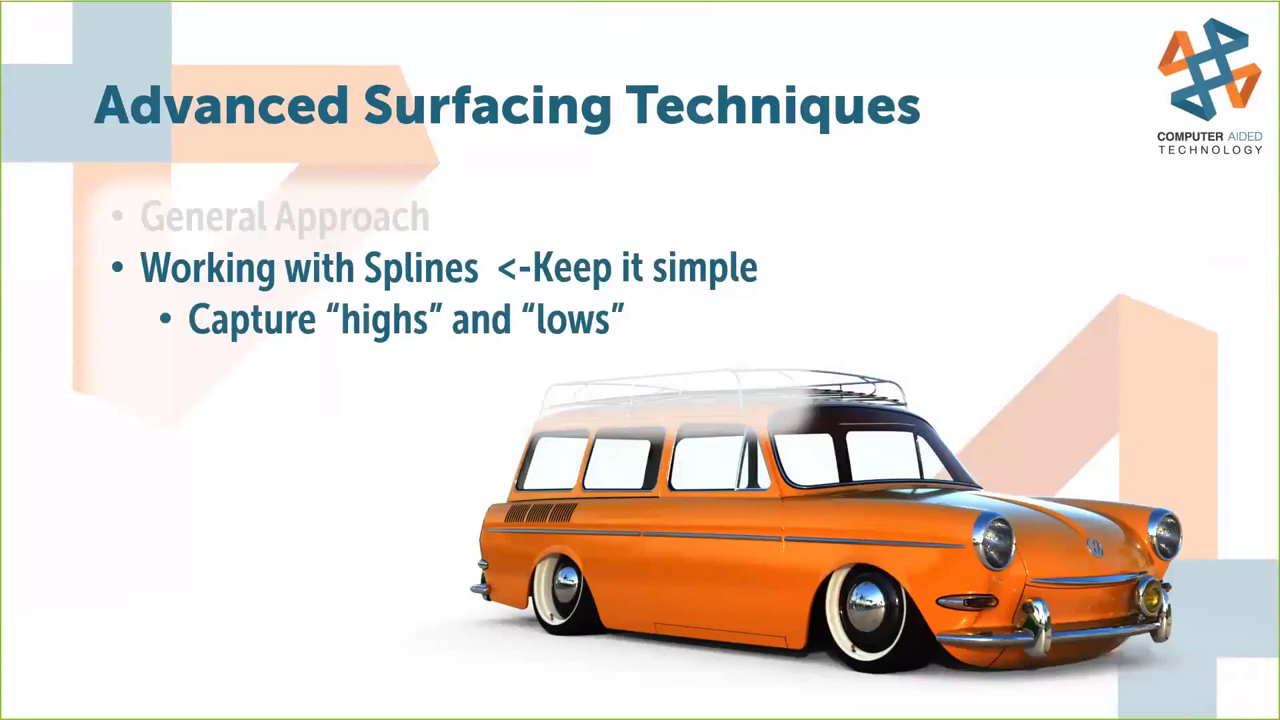 Advanced Surfacing Techniques
COMPUTER AIDED
TECHNOLOGY
• General Approach
• Working with Splines <-Keep it simple
• Capture “highs” and “lows”